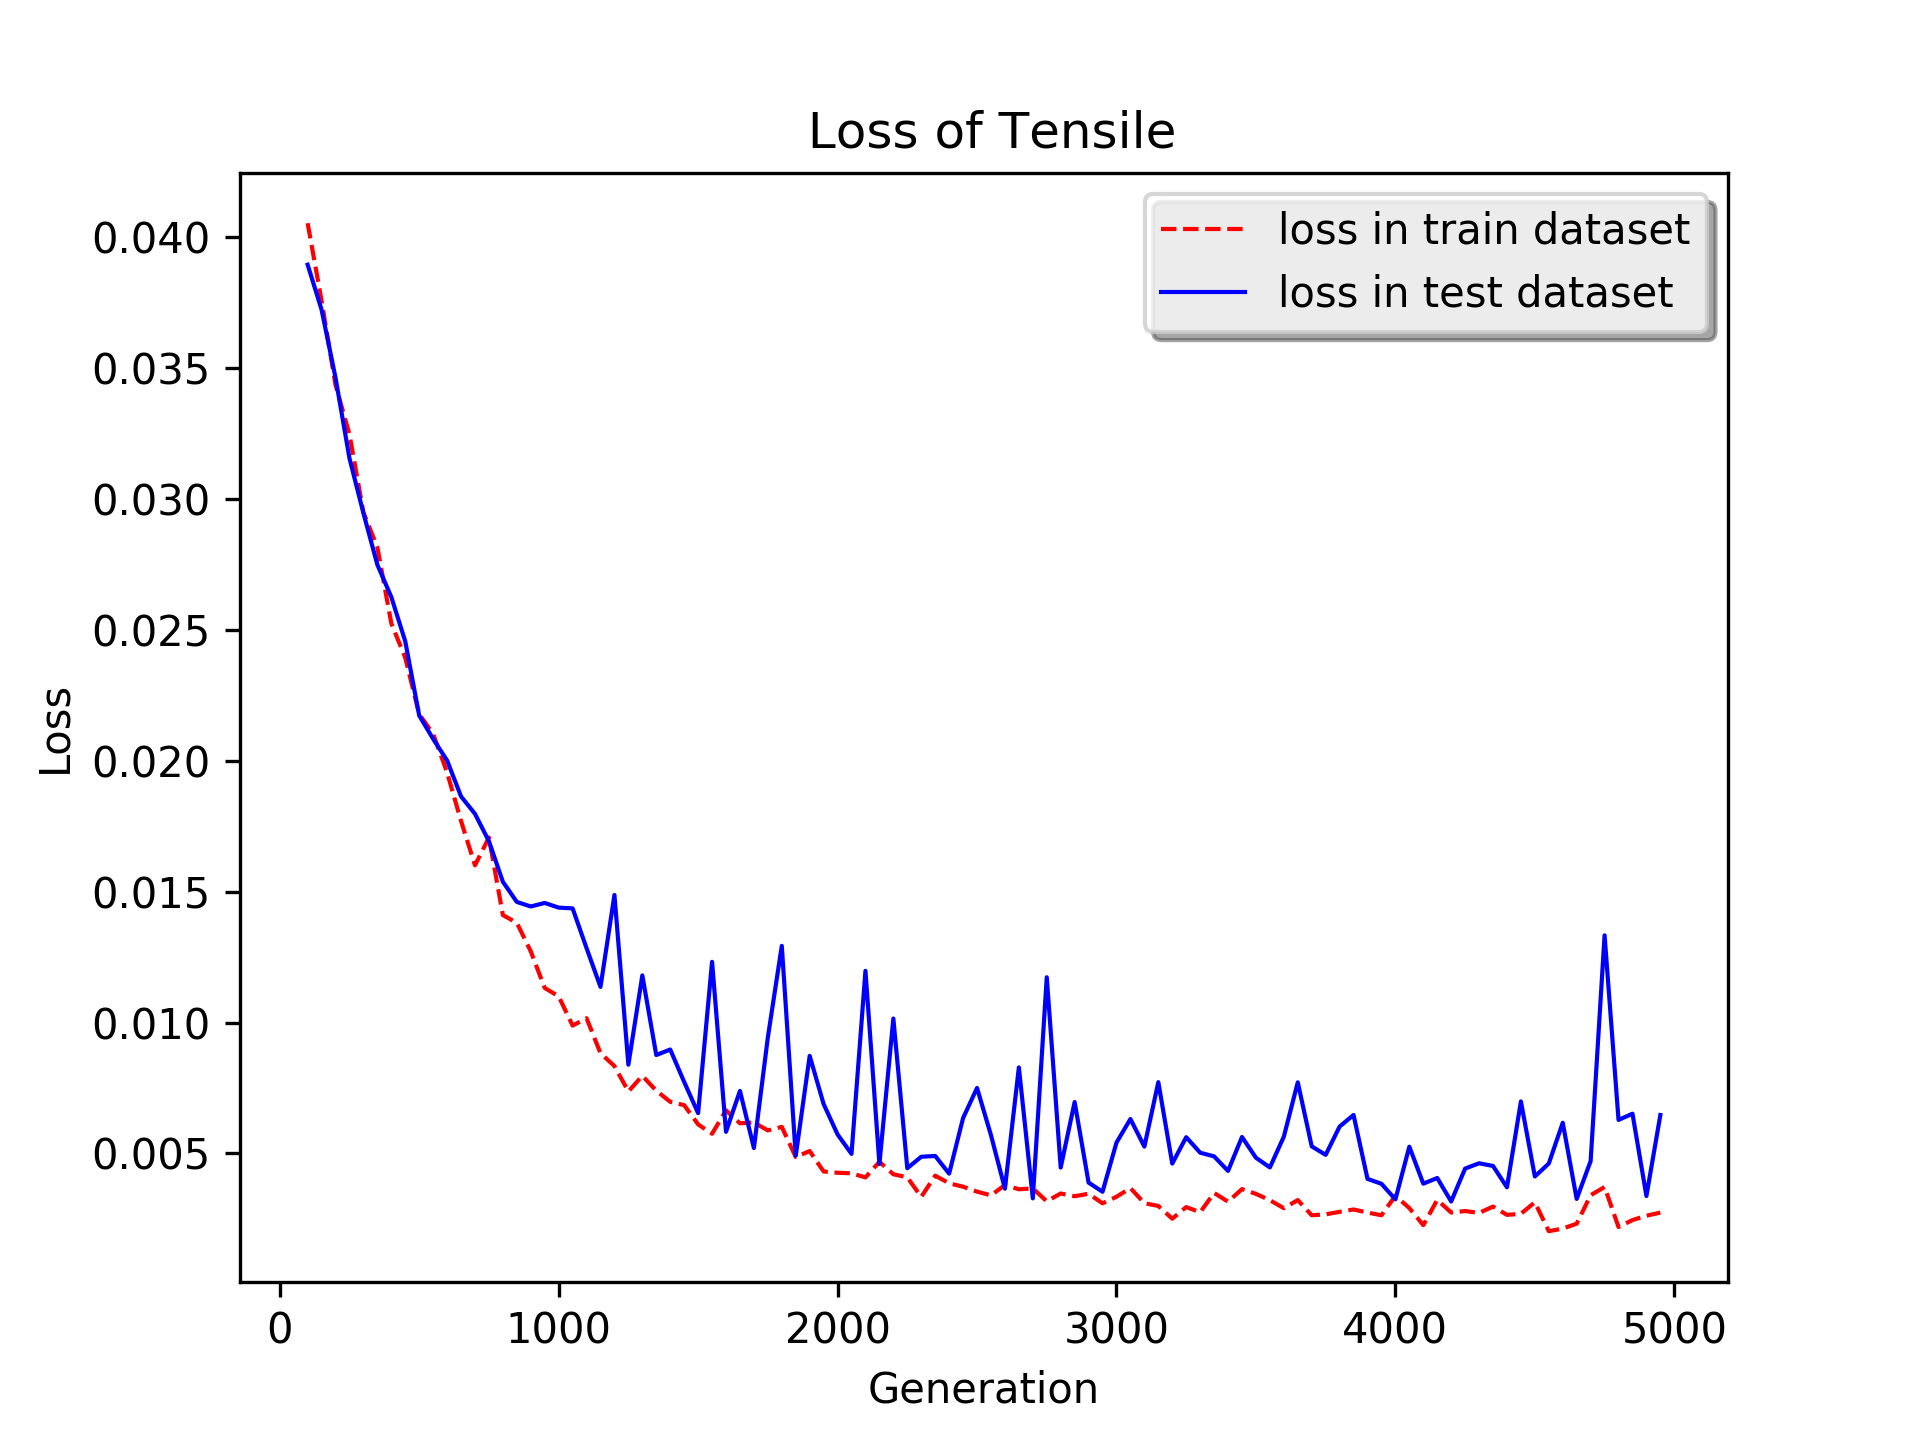 Loss of Tensile
loss in train dataset
loss in test dataset
0.040
0.035
0.030
0.025
0.020
0.015
0.010
0.005
Loss
0 1000 2000 3000 4000 5000
Generation